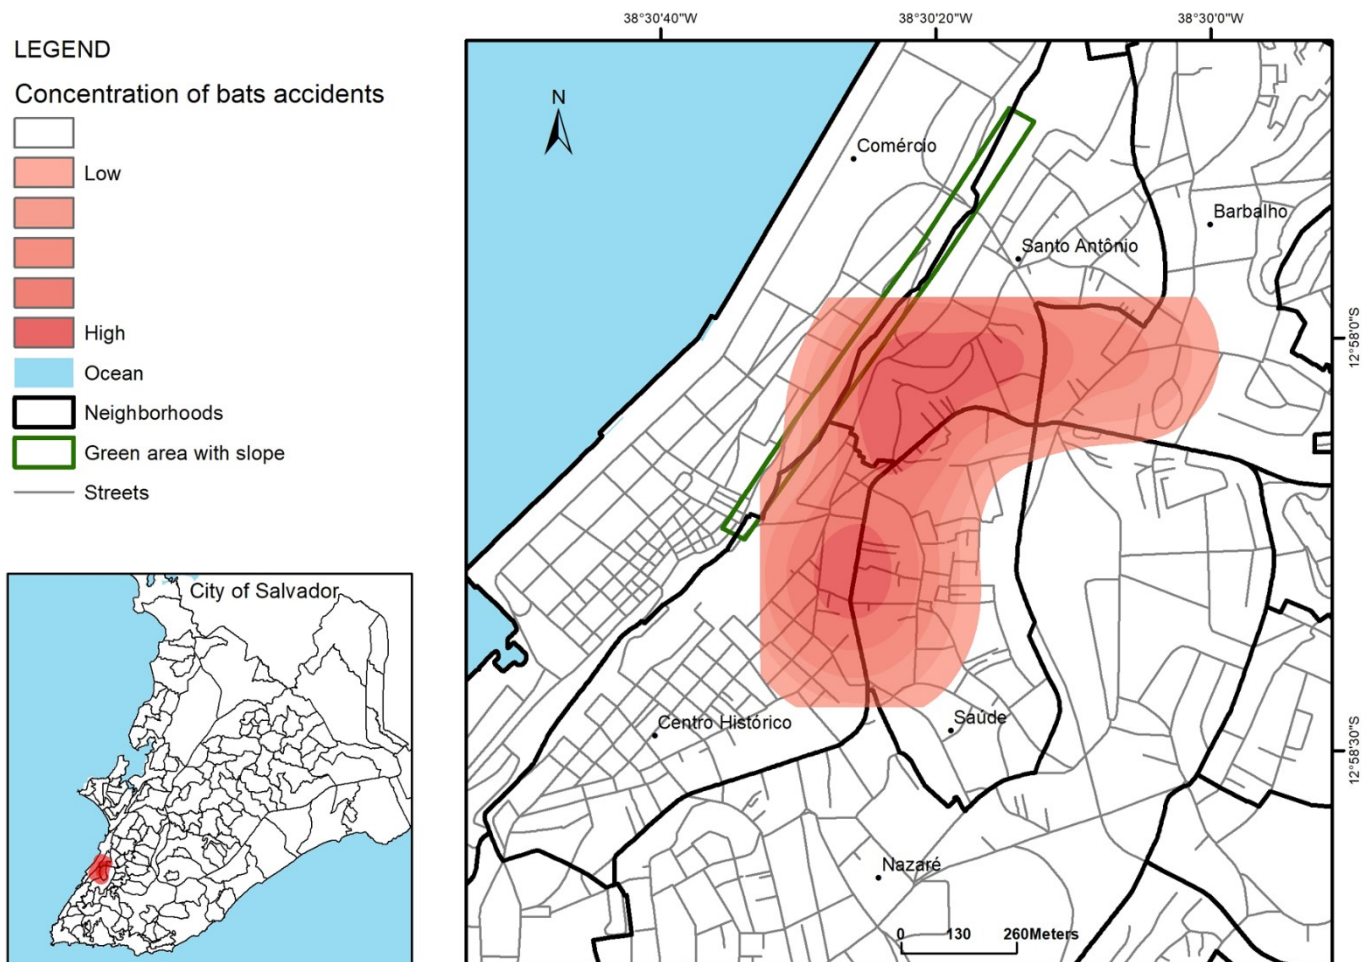 LEGEND
Concentration of bats accidents
Low
High
Ocean
Neighborhoods
Green area with slope
Streets
City of Salvador
38°30'40"W
38°30'20"W
38°30'0"W
N
Comércio
Barbalho
Santo Antônio
12°58'0"S
Centro Histórico
Saúde
12°58'30"S
Nazaré
0 130 260Meters